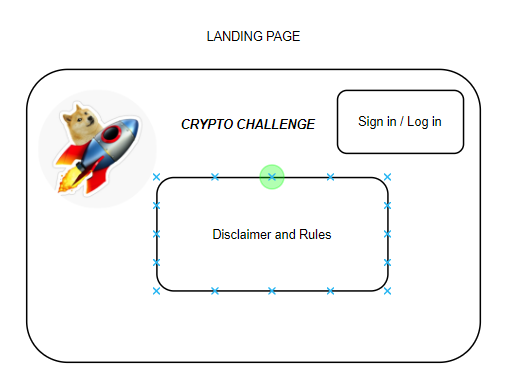 LANDING PAGE
CRYPTO CHALLENGE
Sign in / Log in
Disclaimer and Rules